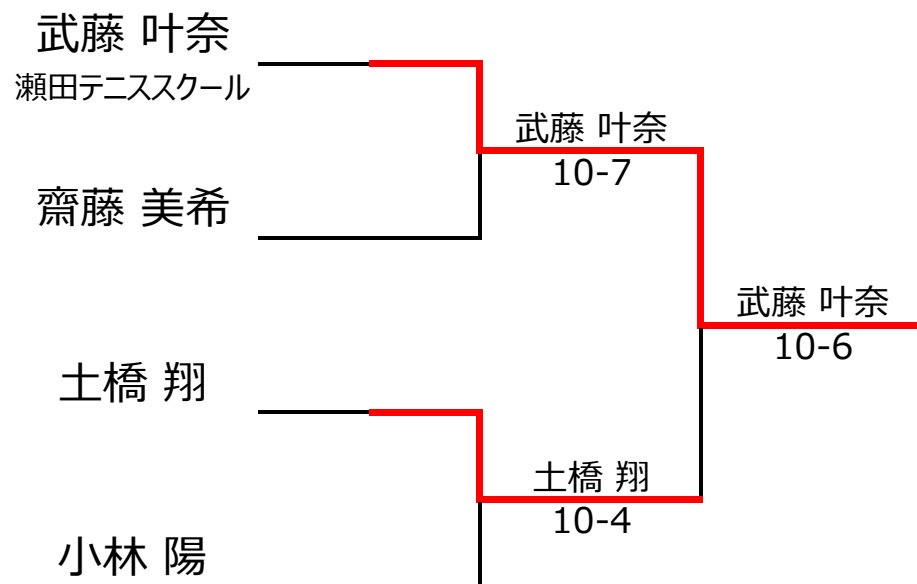 武藤 叶奈
瀬田テニススクール
武藤 叶奈
10-7
齋藤 美希
武藤 叶奈
10-6
土橋 翔
土橋 翔
10-4
小林 陽